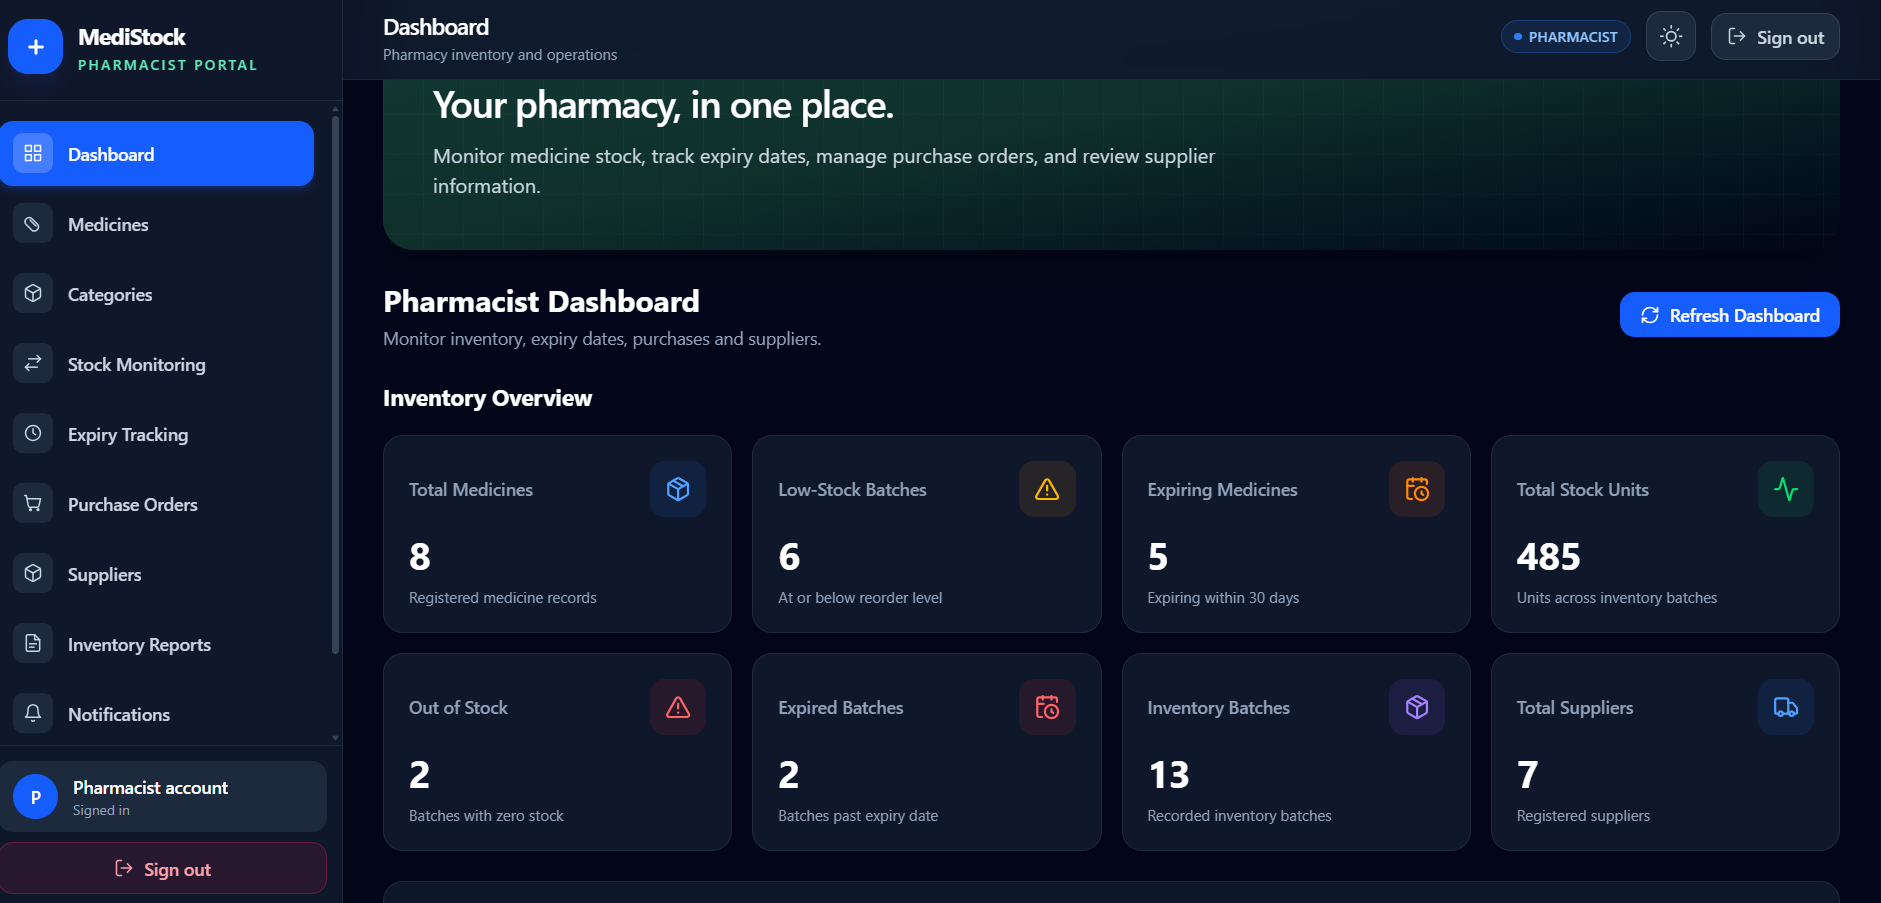 MediStock
PHARMACIST PORTAL
Dashboard
Medicines
Categories
Stock Monitoring
Expiry Tracking
Purchase Orders
Suppliers
Inventory Reports
Notifications
P
Pharmacist account
Signed in
Sign out
Dashboard
Pharmacy inventory and operations
PHARMACIST
Sign out
Your pharmacy, in one place.
Monitor medicine stock, track expiry dates, manage purchase orders, and review supplier
information.
Pharmacist Dashboard
Monitor inventory, expiry dates, purchases and suppliers.
Refresh Dashboard
Inventory Overview
Total Medicines
8
Registered medicine records
Low-Stock Batches
6
At or below reorder level
Expiring Medicines
5
Expiring within 30 days
Total Stock Units
485
Units across inventory batches
Out of Stock
2
Batches with zero stock
Expired Batches
2
Batches past expiry date
Inventory Batches
13
Recorded inventory batches
Total Suppliers
7
Registered suppliers